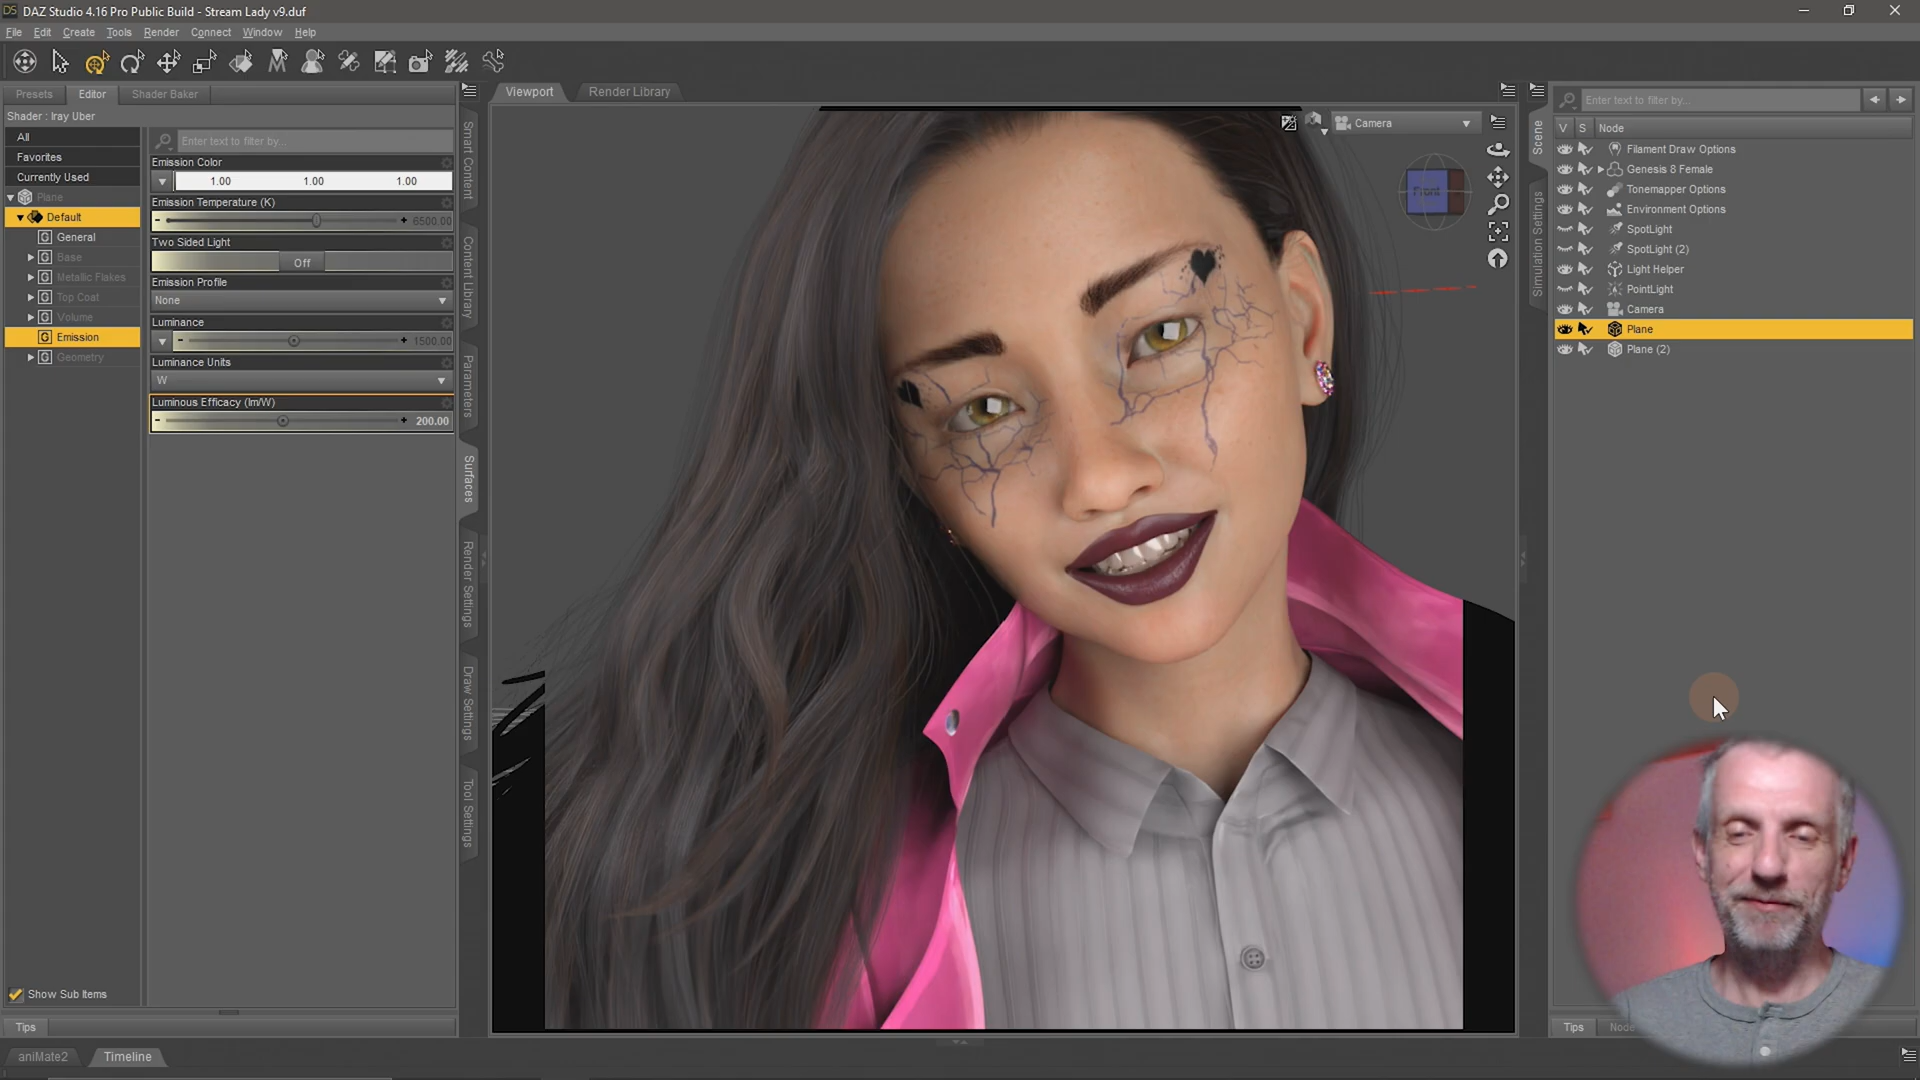 DAZ Studio 4.16 Pro Public Build - Stream Lady v9.duf
File Edit Create Tools Render Connect Window Help
Presets Editor Shader Baker
Shader : Iray Uber
All
Favorites
Currently Used
Plane
Default
General
Base
Metallic Flakes
Top Coat
Volume
Emission
Geometry
Show Sub Items
Tips
Enter text to filter by...
Emission Color
1.00 1.00 1.00
Emission Temperature (K)
6500.00
Two Sided Light
Off
Emission Profile
None
Luminance
1500.00
Luminance Units
W
Luminous Efficacy (lm/W)
200.00
Smart Content
Content Library
Parameters
Surfaces
Render Settings
Draw Settings
Tool Settings
Viewport Render Library
Camera
Front
Scene
Simulation Settings
Enter text to filter by...
V S Node
Filament Draw Options
Genesis 8 Female
Tonemapper Options
Environment Options
SpotLight
SpotLight (2)
Light Helper
PointLight
Camera
Plane
Plane (2)
Tips Node
aniMate2 Timeline